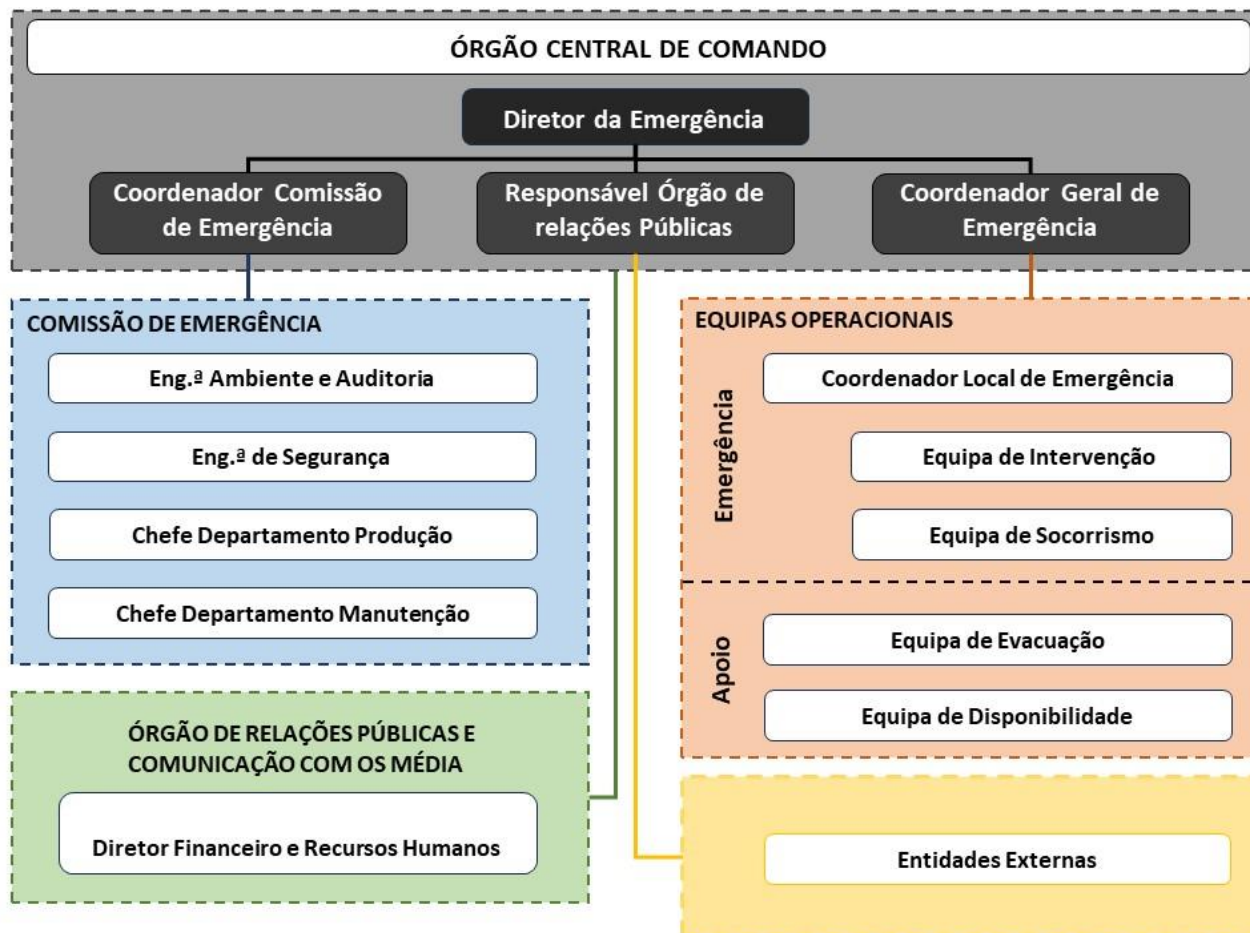 ÓRGÃO CENTRAL DE COMANDO
Diretor da Emergência
Coordenador Comissão
de Emergência
Responsável Órgão de
relações Públicas
Coordenador Geral de
Emergência
COMISSÃO DE EMERGÊNCIA
Eng.ª Ambiente e Auditoria
Eng.ª de Segurança
Chefe Departamento Produção
Chefe Departamento Manutenção
ÓRGÃO DE RELAÇÕES PÚBLICAS E
COMUNICAÇÃO COM OS MÉDIA
Diretor Financeiro e Recursos Humanos
EQUIPAS OPERACIONAIS
Emergência
Coordenador Local de Emergência
Equipa de Intervenção
Equipa de Socorrismo
Apoio
Equipa de Evacuação
Equipa de Disponibilidade
Entidades Externas